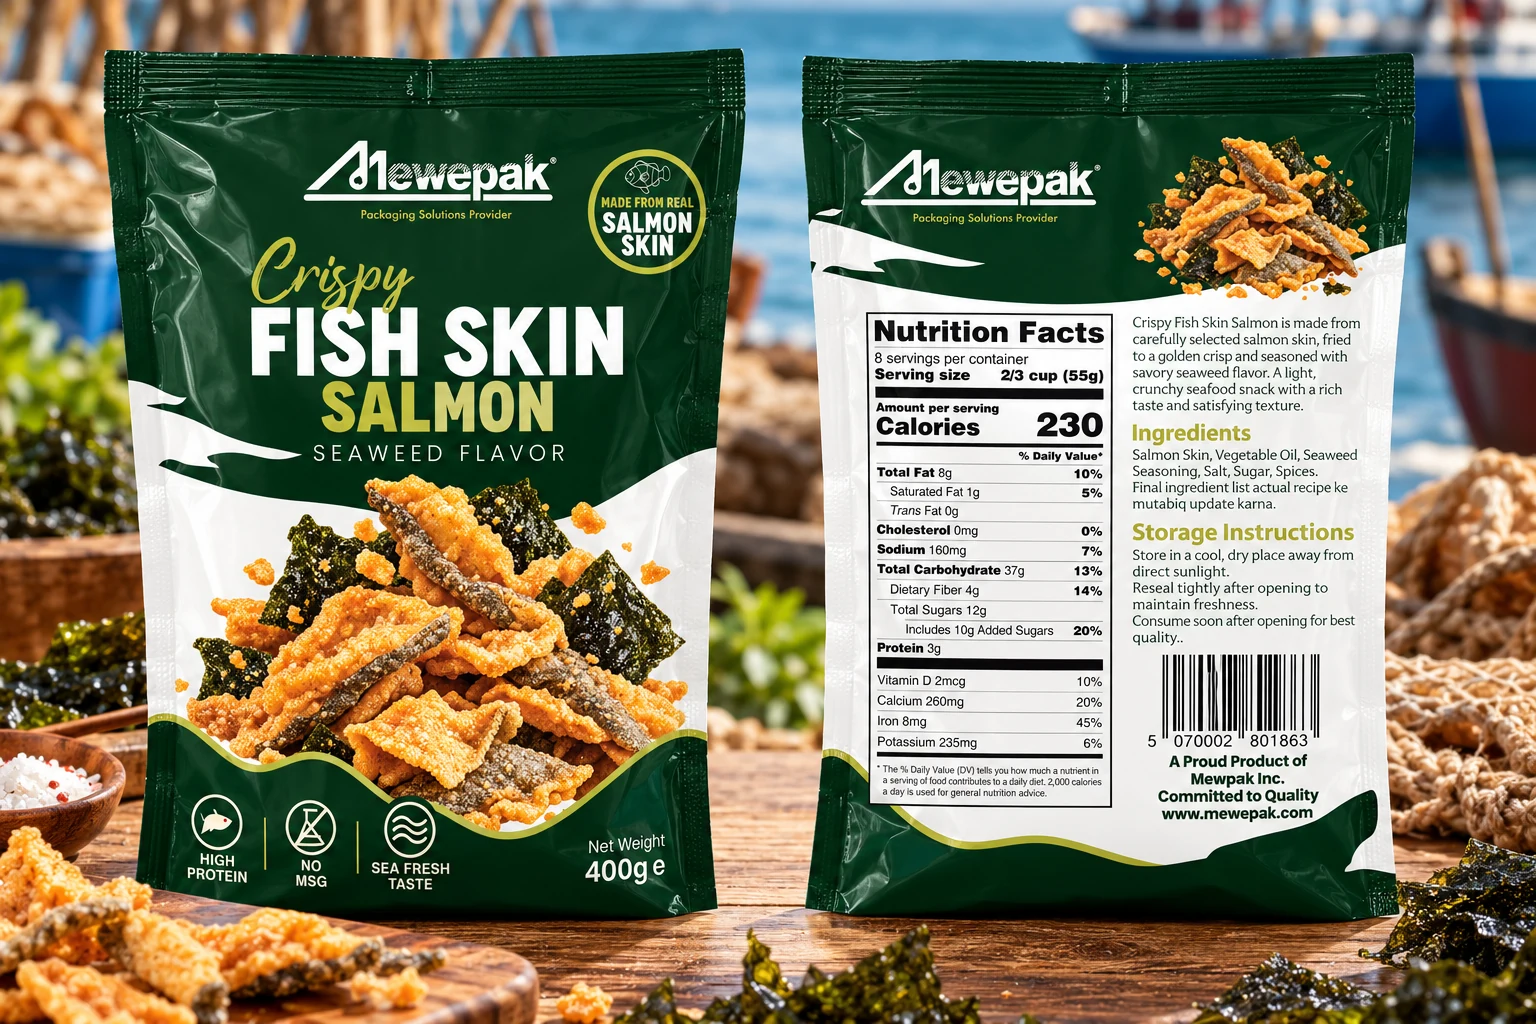 Mewepak®
Packaging Solutions Provider
MADE FROM REAL
SALMON
SKIN
Crispy
FISH SKIN
SALMON
SEAWEED FLAVOR
HIGH
PROTEIN
NO
MSG
SEA FRESH
TASTE
Net Weight
400g e
Mewepak®
Packaging Solutions Provider
Nutrition Facts
8 servings per container
Serving size 2/3 cup (55g)
Amount per serving
Calories 230
% Daily Value*
Total Fat 8g 10%
Saturated Fat 1g 5%
Trans Fat 0g
Cholesterol 0mg 0%
Sodium 160mg 7%
Total Carbohydrate 37g 13%
Dietary Fiber 4g 14%
Total Sugars 12g
Includes 10g Added Sugars 20%
Protein 3g
Vitamin D 2mcg 10%
Calcium 260mg 20%
Iron 8mg 45%
Potassium 235mg 6%
* The % Daily Value (DV) tells you how much a nutrient in
a serving of food contributes to a daily diet. 2,000 calories
a day is used for general nutrition advice.
Crispy Fish Skin Salmon is made from
carefully selected salmon skin, fried
to a golden crisp and seasoned with
savory seaweed flavor. A light,
crunchy seafood snack with a rich
taste and satisfying texture.
Ingredients
Salmon Skin, Vegetable Oil, Seaweed
Seasoning, Salt, Sugar, Spices.
Final ingredient list actual recipe ke
mutabiq update karna.
Storage Instructions
Store in a cool, dry place away from
direct sunlight.
Reseal tightly after opening to
maintain freshness.
Consume soon after opening for best
quality..
5 070002 801863
A Proud Product of
Mewpak Inc.
Committed to Quality
www.mewepak.com